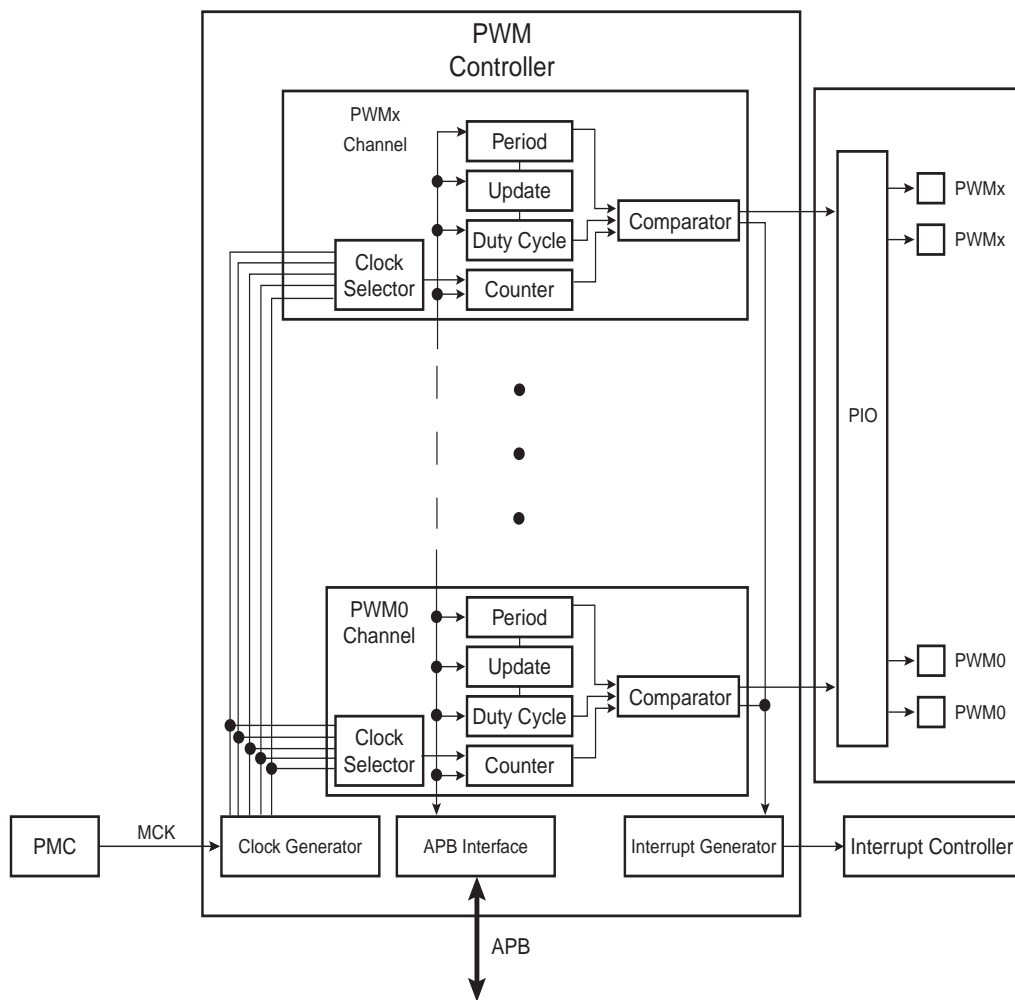 PWM
Controller
PWMx
Channel
Period
Update
Duty Cycle
Counter
Clock
Selector
Comparator
PIO
PWMx
PWMx
PWM0
Channel
Period
Update
Duty Cycle
Counter
Clock
Selector
Comparator
PWM0
PWM0
PMC
MCK
Clock Generator
APB Interface
Interrupt Generator
Interrupt Controller
APB